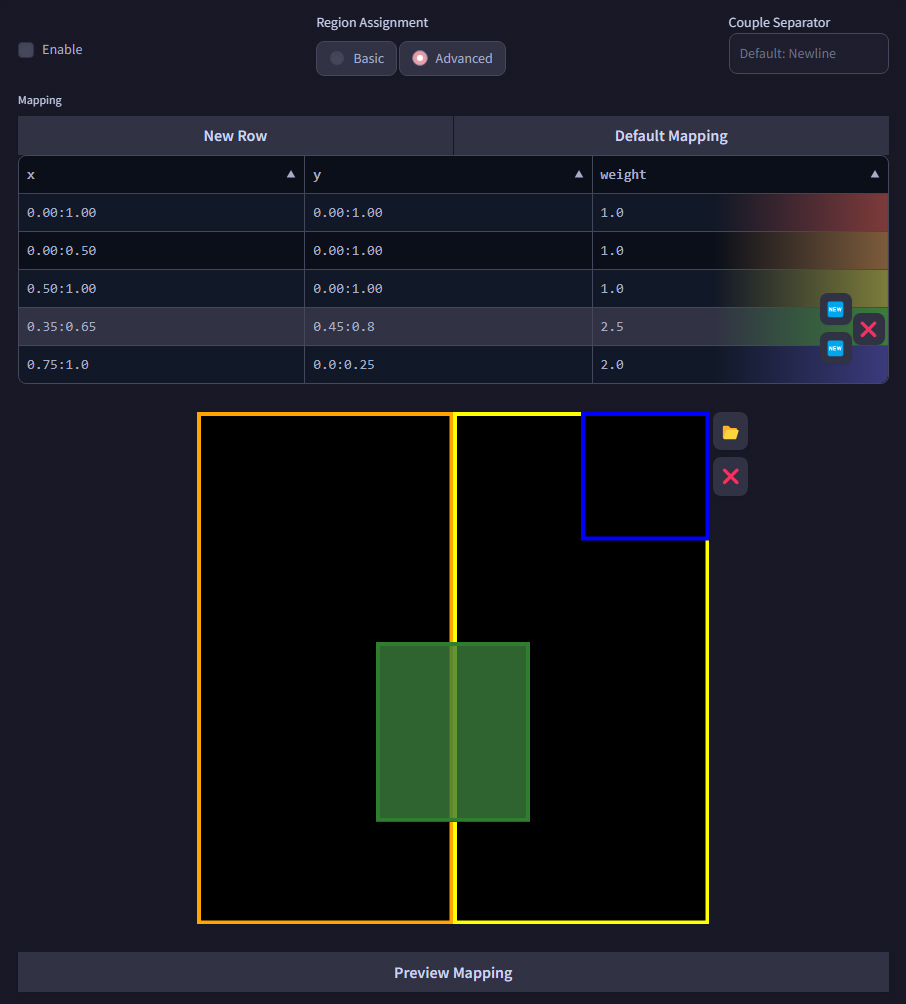 Region Assignment
Couple Separator
Enable
Basic
Advanced
Default: Newline
Mapping
New Row
Default Mapping
x ▲ y ▲ weight ▲
0.00:1.00 0.00:1.00 1.0
0.00:0.50 0.00:1.00 1.0
0.50:1.00 0.00:1.00 1.0
NEW
0.35:0.65 0.45:0.8 2.5
NEW
0.75:1.0 0.0:0.25 2.0
Preview Mapping